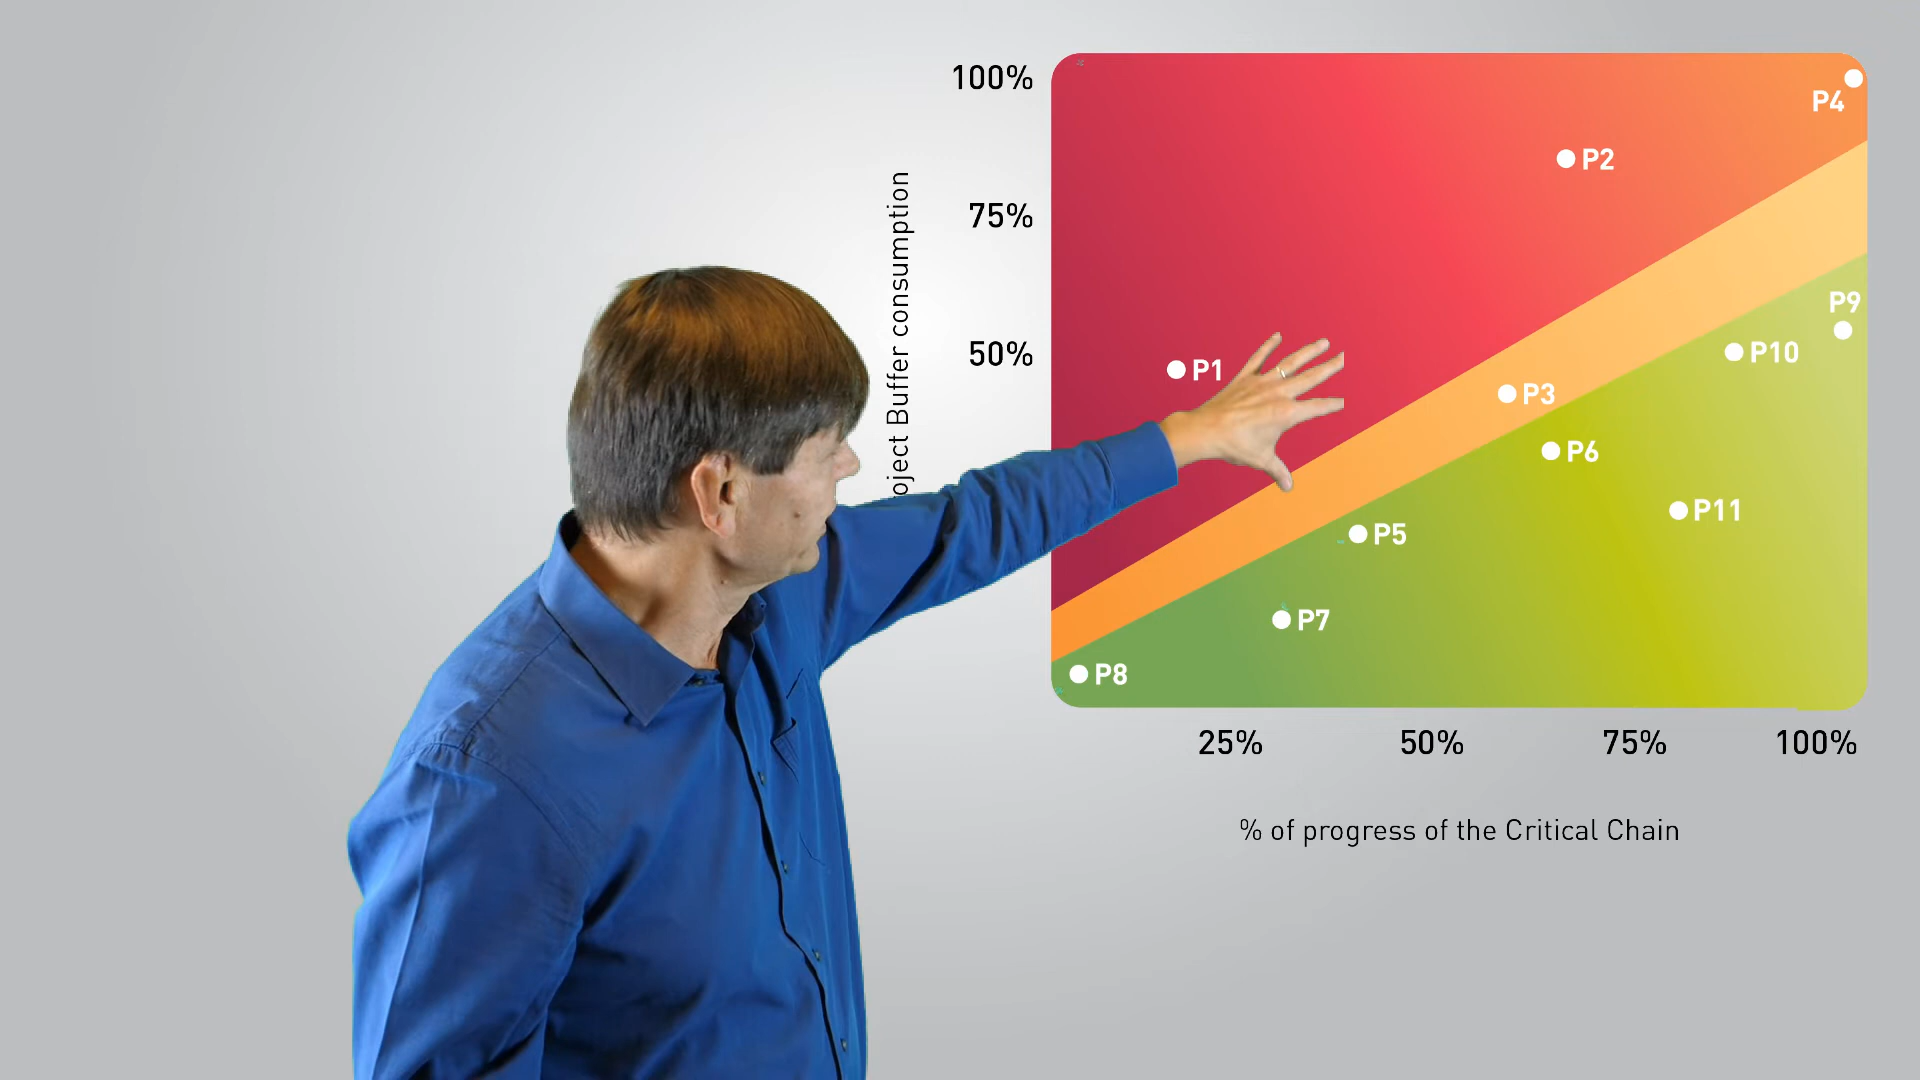 100%
75%
50%
oject Buffer consumption
P4
P2
P9
P10
P1
P3
P6
P11
P5
P7
P8
25% 50% 75% 100%
% of progress of the Critical Chain